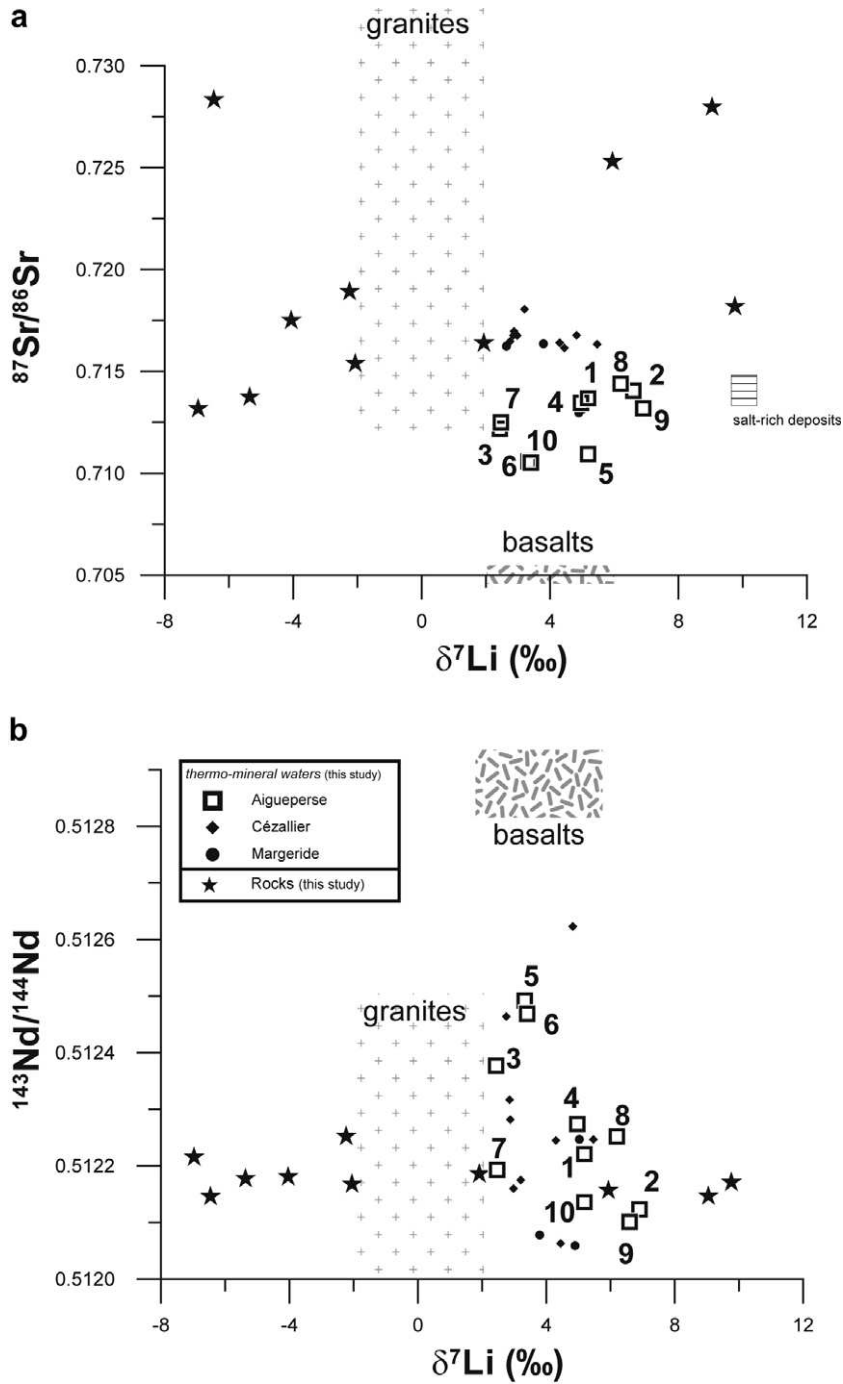 a
granites
0.730
0.725
0.720
0.715
0.710
0.705
⁸⁷Sr/⁸⁶Sr
8
2
1
7
4
9
10
3
6
5
salt-rich deposits
basalts
-8
-4
0
4
8
12
δ⁷Li (‰)
b
thermo-mineral waters (this study)
Aigueperse
Cézallier
Margeride
Rocks (this study)
basalts
0.5128
0.5126
0.5124
0.5122
0.5120
¹⁴³Nd/¹⁴⁴Nd
granites
5
6
3
4
8
7
1
2
10
9
-8
-4
0
4
8
12
δ⁷Li (‰)